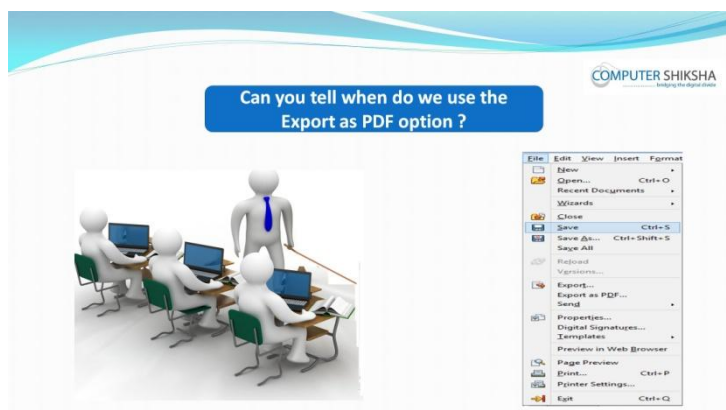 COMPUTER SHIKSHA
bridging the digital divide
Can you tell when do we use the
Export as PDF option ?
File Edit View Insert Format
New
Open... Ctrl+O
Recent Documents
Wizards
Close
Save Ctrl+S
Save As... Ctrl+Shift+S
Save All
Reload
Versions...
Export...
Export as PDF...
Send
Properties...
Digital Signatures...
Templates
Preview in Web Browser
Page Preview
Print... Ctrl+P
Printer Settings...
Exit Ctrl+Q